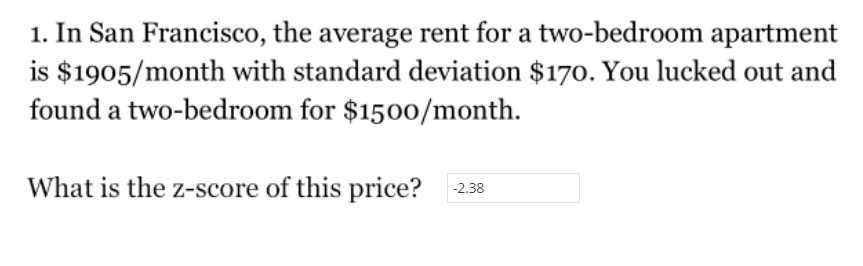 1. In San Francisco, the average rent for a two-bedroom apartment
is $1905/month with standard deviation $170. You lucked out and
found a two-bedroom for $1500/month.
What is the z-score of this price? -2.38